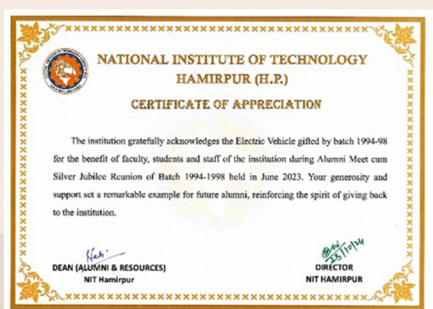 NATIONAL INSTITUTE OF TECHNOLOGY
HAMIRPUR (H.P.)
CERTIFICATE OF APPRECIATION
The institution gratefully acknowledges the Electric Vehicle gifted by batch 1994-98
for the benefit of faculty, students and staff of the institution during Alumni Meet cum
Silver Jubilee Reunion of Batch 1994-1998 held in June 2023. Your generosity and
support set a remarkable example for future alumni, reinforcing the spirit of giving back
to the institution.
25/10/24
DEAN (ALUMNI & RESOURCES)
NIT Hamirpur
DIRECTOR
NIT HAMIRPUR